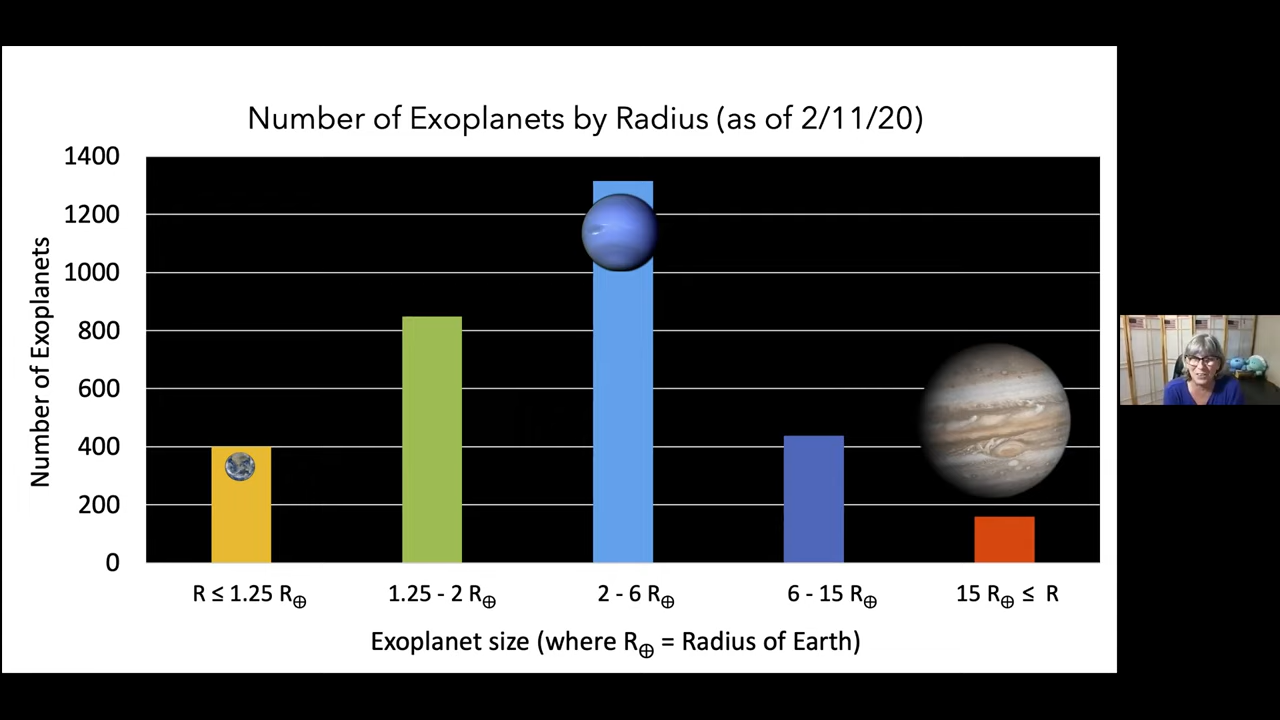 Number of Exoplanets by Radius (as of 2/11/20)
Number of Exoplanets
1400
1200
1000
800
600
400
200
0
R ≤ 1.25 R⊕
1.25 - 2 R⊕
2 - 6 R⊕
6 - 15 R⊕
15 R⊕ ≤ R
Exoplanet size (where R⊕ = Radius of Earth)